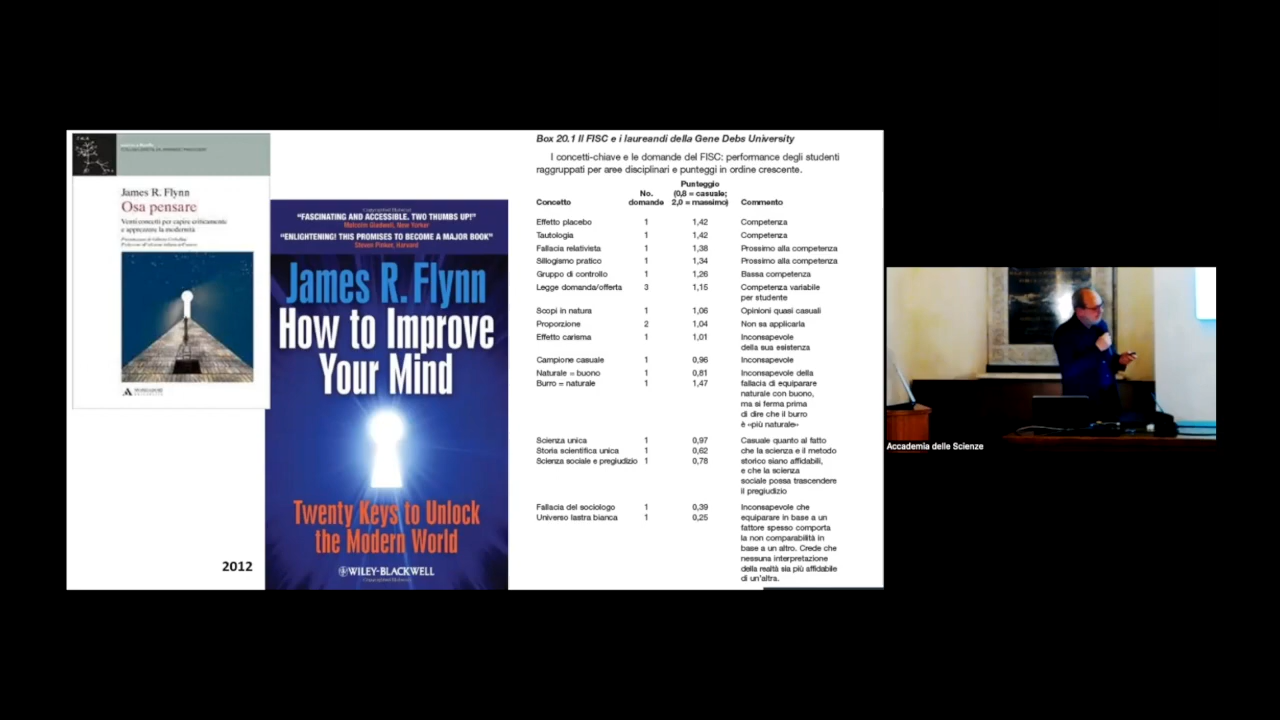 James R. Flynn
Osa pensare
Venti concetti per capire criticamente
e apprezzare la modernità
2012
"FASCINATING AND ACCESSIBLE. TWO THUMBS UP!"
Malcolm Gladwell, New Yorker
"ENLIGHTENING! THIS PROMISES TO BECOME A MAJOR BOOK"
Steven Pinker, Harvard
James R. Flynn
How to Improve
Your Mind
Twenty Keys to Unlock
the Modern World
WILEY-BLACKWELL
Box 20.1 Il FISC e i laureandi della Gene Debs University
I concetti-chiave e le domande del FISC: performance degli studenti
raggruppati per aree disciplinari e punteggi in ordine crescente.
Concetto No. domande Punteggio (0,8 = casuale; 2,0 = massimo) Commento
Effetto placebo 1 1,42 Competenza
Tautologia 1 1,42 Competenza
Fallacia relativista 1 1,38 Prossimo alla competenza
Sillogismo pratico 1 1,34 Prossimo alla competenza
Gruppo di controllo 1 1,26 Bassa competenza
Legge domanda/offerta 3 1,15 Competenza variabile
per studente
Scopi in natura 1 1,06 Opinioni quasi casuali
Proporzione 2 1,04 Non sa applicarla
Effetto carisma 1 1,01 Inconsapevole
della sua esistenza
Campione casuale 1 0,96 Inconsapevole
Naturale = buono 1 0,81 Inconsapevole della
Burro = naturale 1 1,47 fallacia di equiparare
naturale con buono,
ma si ferma prima
di dire che il burro
è «più naturale»
Scienza unica 1 0,97 Casuale quanto al fatto
Storia scientifica unica 1 0,62 che la scienza e il metodo
Scienza sociale e pregiudizio 1 0,78 storico siano affidabili,
e che la scienza
sociale possa trascendere
il pregiudizio
Fallacia del sociologo 1 0,39 Inconsapevole che
Universo lastra bianca 1 0,25 equiparare in base a un
fattore spesso comporta
la non comparabilità in
base a un altro. Crede che
nessuna interpretazione
della realtà sia più affidabile
di un'altra.
Accademia delle Scienze